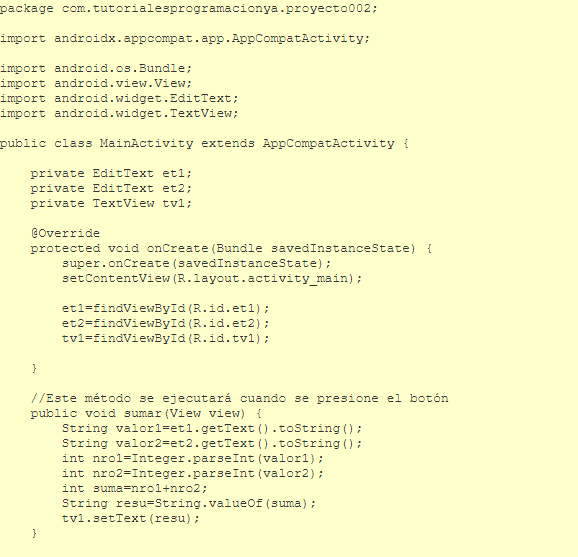 package com.tutorialesprogramacionya.proyecto002;
import androidx.appcompat.app.AppCompatActivity;
import android.os.Bundle;
import android.view.View;
import android.widget.EditText;
import android.widget.TextView;
public class MainActivity extends AppCompatActivity {
    private EditText et1;
    private EditText et2;
    private TextView tv1;
    @Override
    protected void onCreate(Bundle savedInstanceState) {
        super.onCreate(savedInstanceState);
        setContentView(R.layout.activity_main);
        et1=findViewById(R.id.et1);
        et2=findViewById(R.id.et2);
        tv1=findViewById(R.id.tv1);
    }
    //Este método se ejecutará cuando se presione el botón
    public void sumar(View view) {
        String valor1=et1.getText().toString();
        String valor2=et2.getText().toString();
        int nro1=Integer.parseInt(valor1);
        int nro2=Integer.parseInt(valor2);
        int suma=nro1+nro2;
        String resu=String.valueOf(suma);
        tv1.setText(resu);
    }